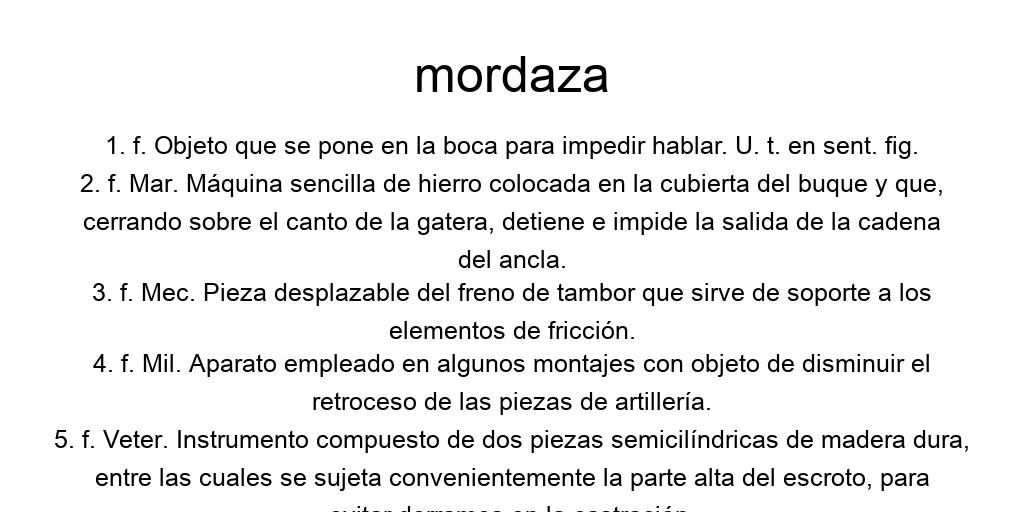 mordaza
1. f. Objeto que se pone en la boca para impedir hablar. U. t. en sent. fig.
2. f. Mar. Máquina sencilla de hierro colocada en la cubierta del buque y que,
cerrando sobre el canto de la gatera, detiene e impide la salida de la cadena
del ancla.
3. f. Mec. Pieza desplazable del freno de tambor que sirve de soporte a los
elementos de fricción.
4. f. Mil. Aparato empleado en algunos montajes con objeto de disminuir el
retroceso de las piezas de artillería.
5. f. Veter. Instrumento compuesto de dos piezas semicilíndricas de madera dura,
entre las cuales se sujeta convenientemente la parte alta del escroto, para
evitar derrames en la castración.